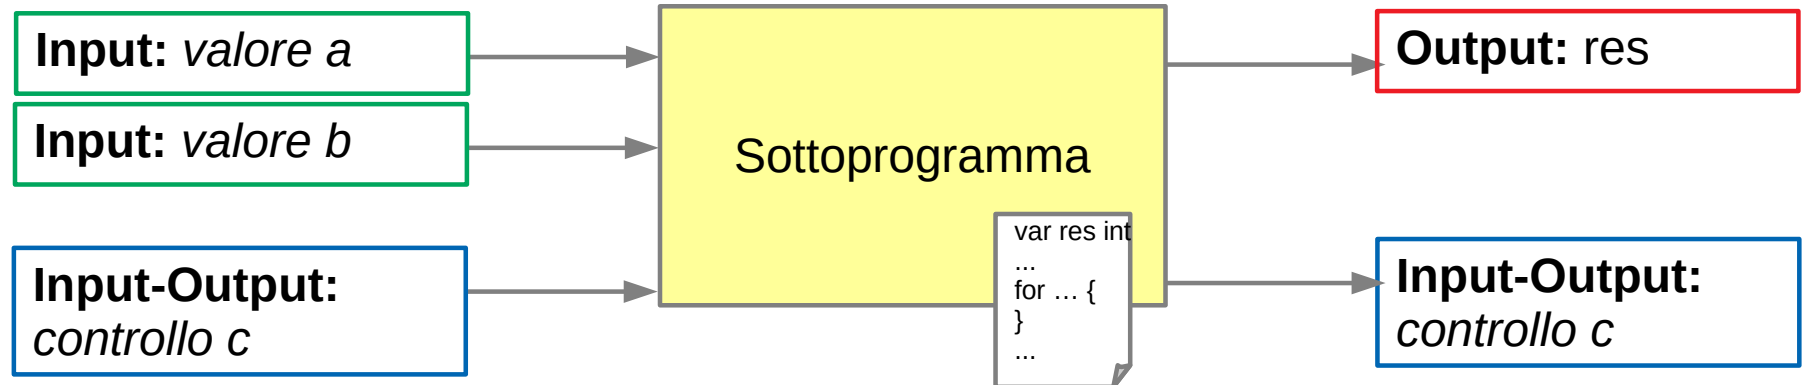 Input: valore a
Input: valore b
Input-Output:
controllo c
Sottoprogramma
var res int
...
for … {
}
...
Output: res
Input-Output:
controllo c